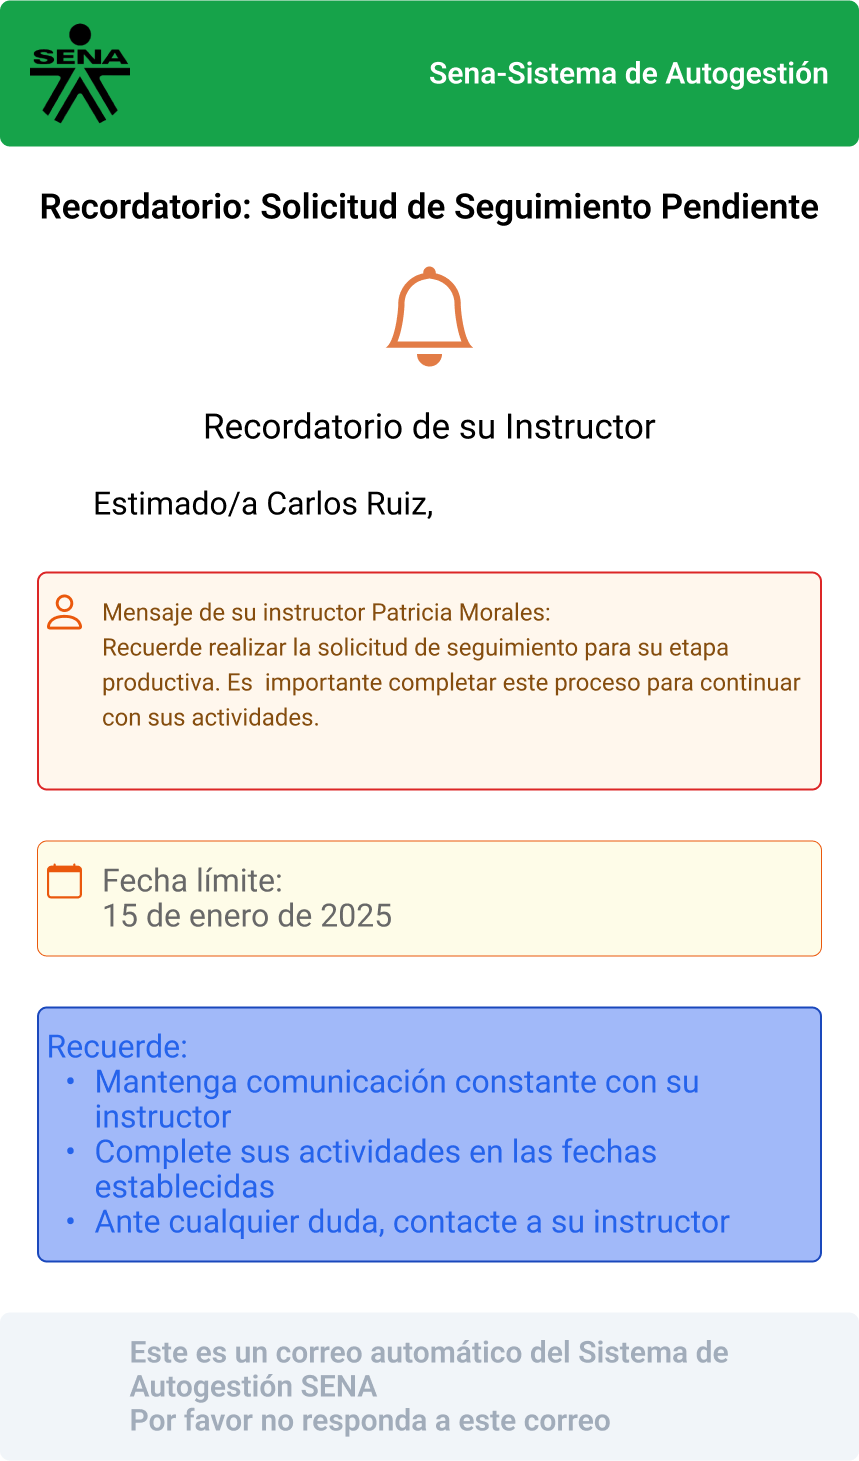 SENA
Sena-Sistema de Autogestión
Recordatorio: Solicitud de Seguimiento Pendiente
Recordatorio de su Instructor
Estimado/a Carlos Ruiz,
Mensaje de su instructor Patricia Morales:
Recuerde realizar la solicitud de seguimiento para su etapa
productiva. Es  importante completar este proceso para continuar
con sus actividades.
Fecha límite:
15 de enero de 2025
Recuerde:
• Mantenga comunicación constante con su
instructor
• Complete sus actividades en las fechas
establecidas
• Ante cualquier duda, contacte a su instructor
Este es un correo automático del Sistema de
Autogestión SENA
Por favor no responda a este correo